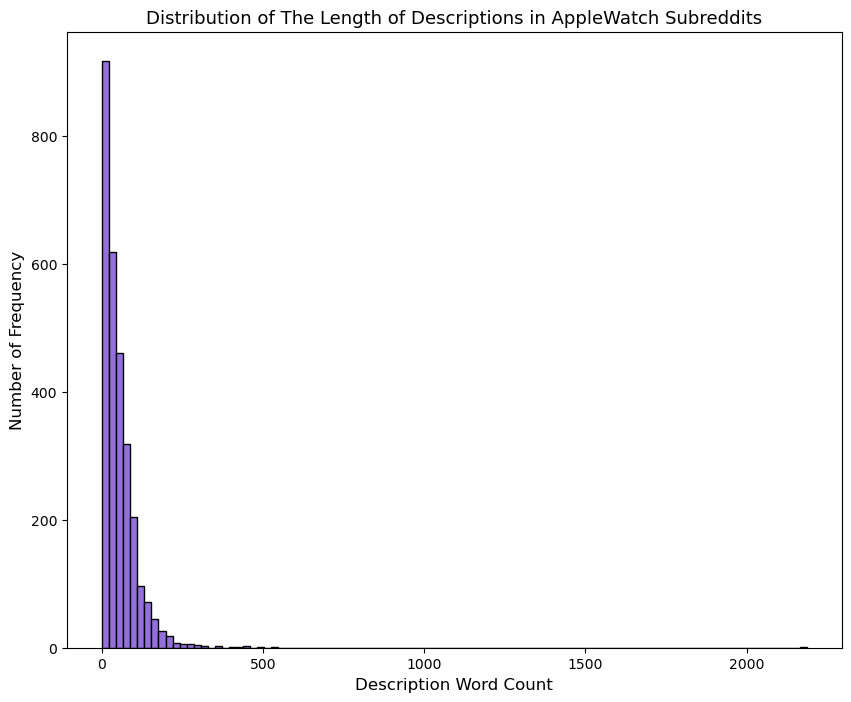 Distribution of The Length of Descriptions in AppleWatch Subreddits
Number of Frequency
800
600
400
200
0
0 500 1000 1500 2000
Description Word Count